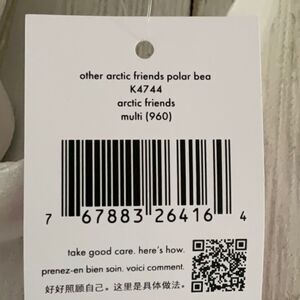 other arctic friends polar bea
K4744
arctic friends
multi (960)
7 67883 26416 4
take good care. here's how.
prenez-en bien soin. voici comment.
好好照顾自己。这里是具体做法。